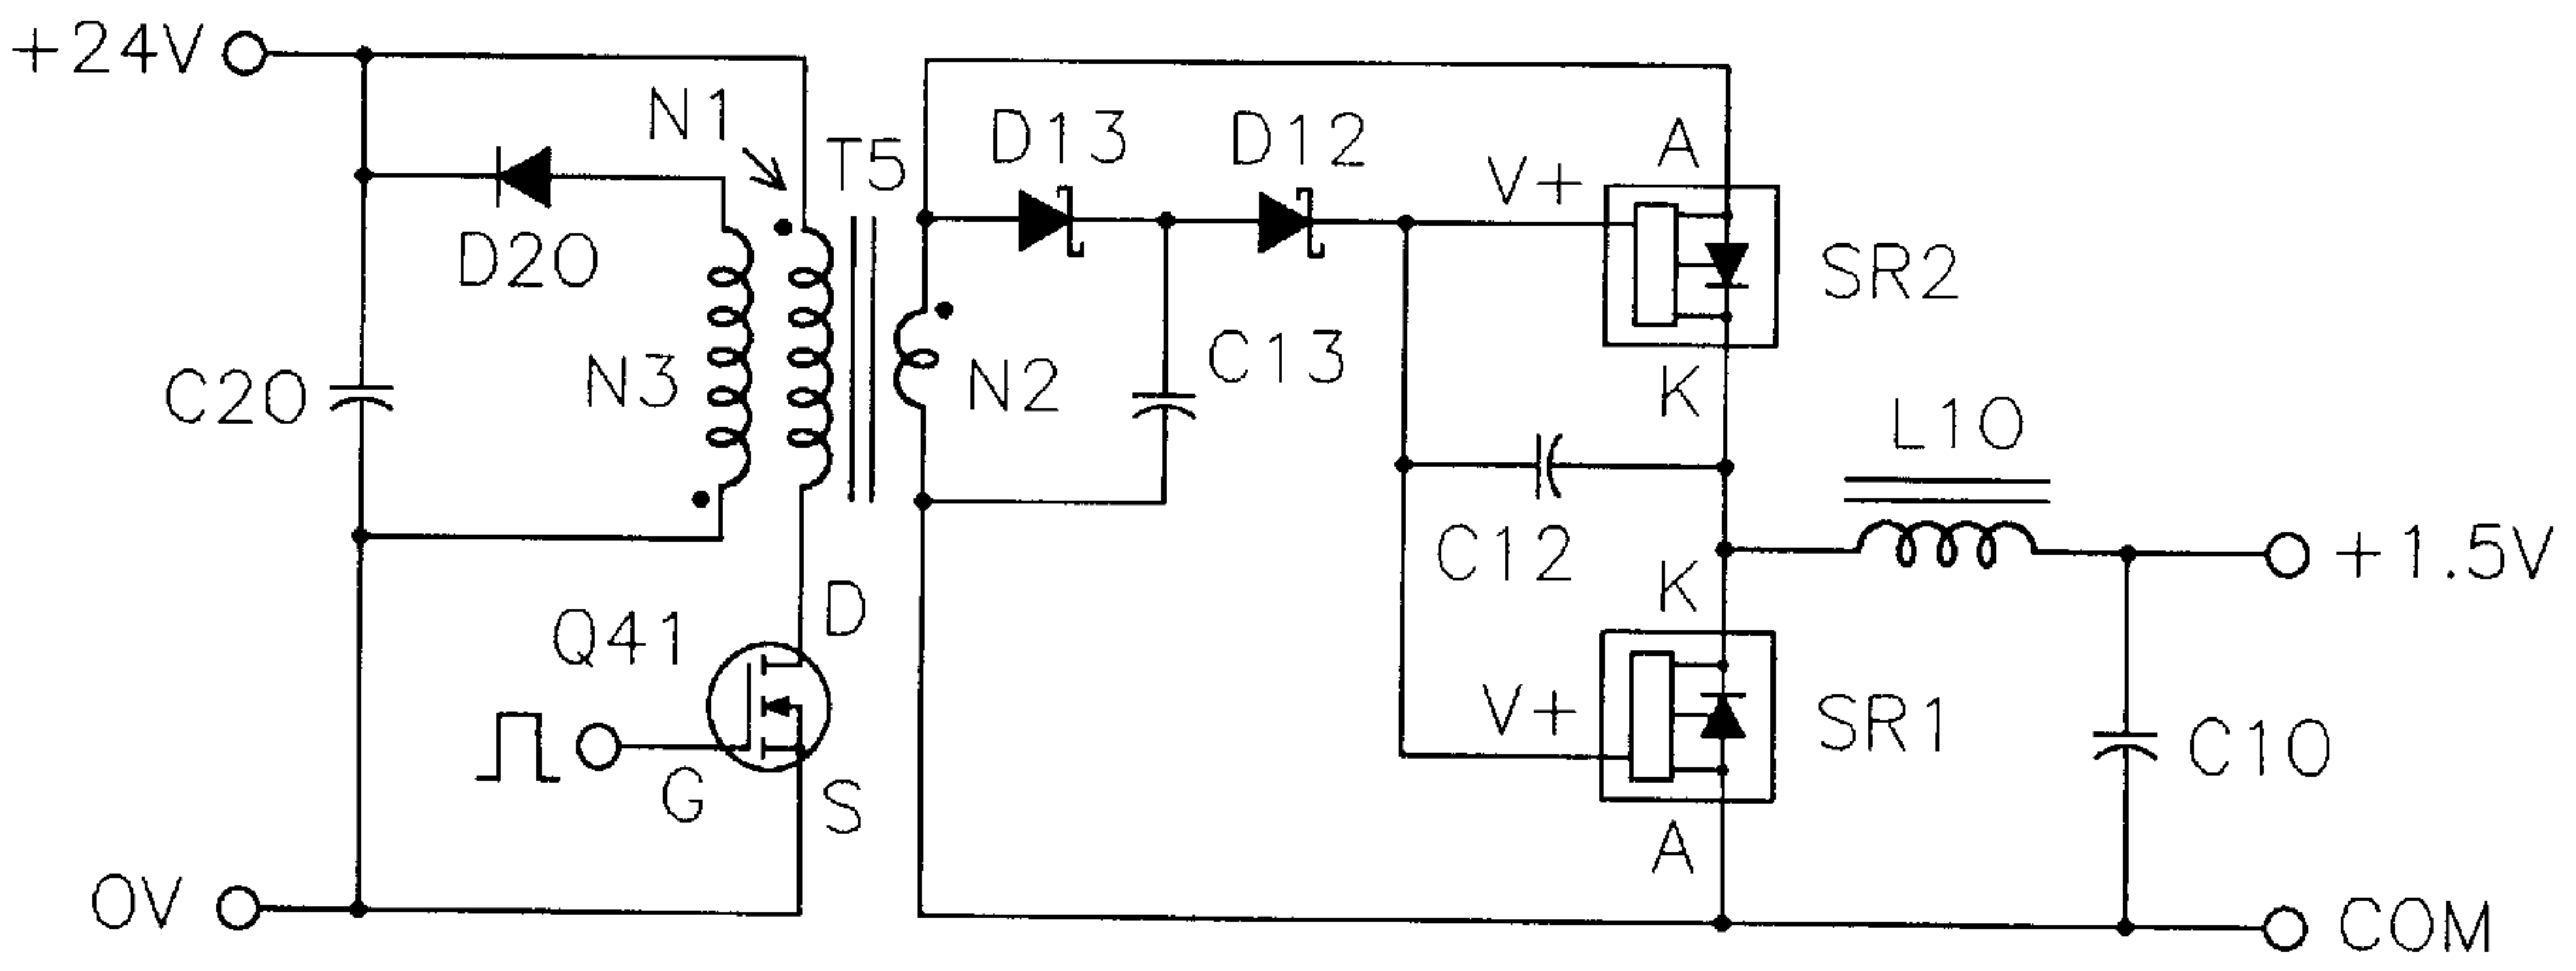 +24V
N1
T5
D13
D12
V+
A
D20
SR2
N3
N2
C13
C20
K
L10
C12
+1.5V
K
D
Q41
V+
SR1
C10
G
S
A
0V
COM